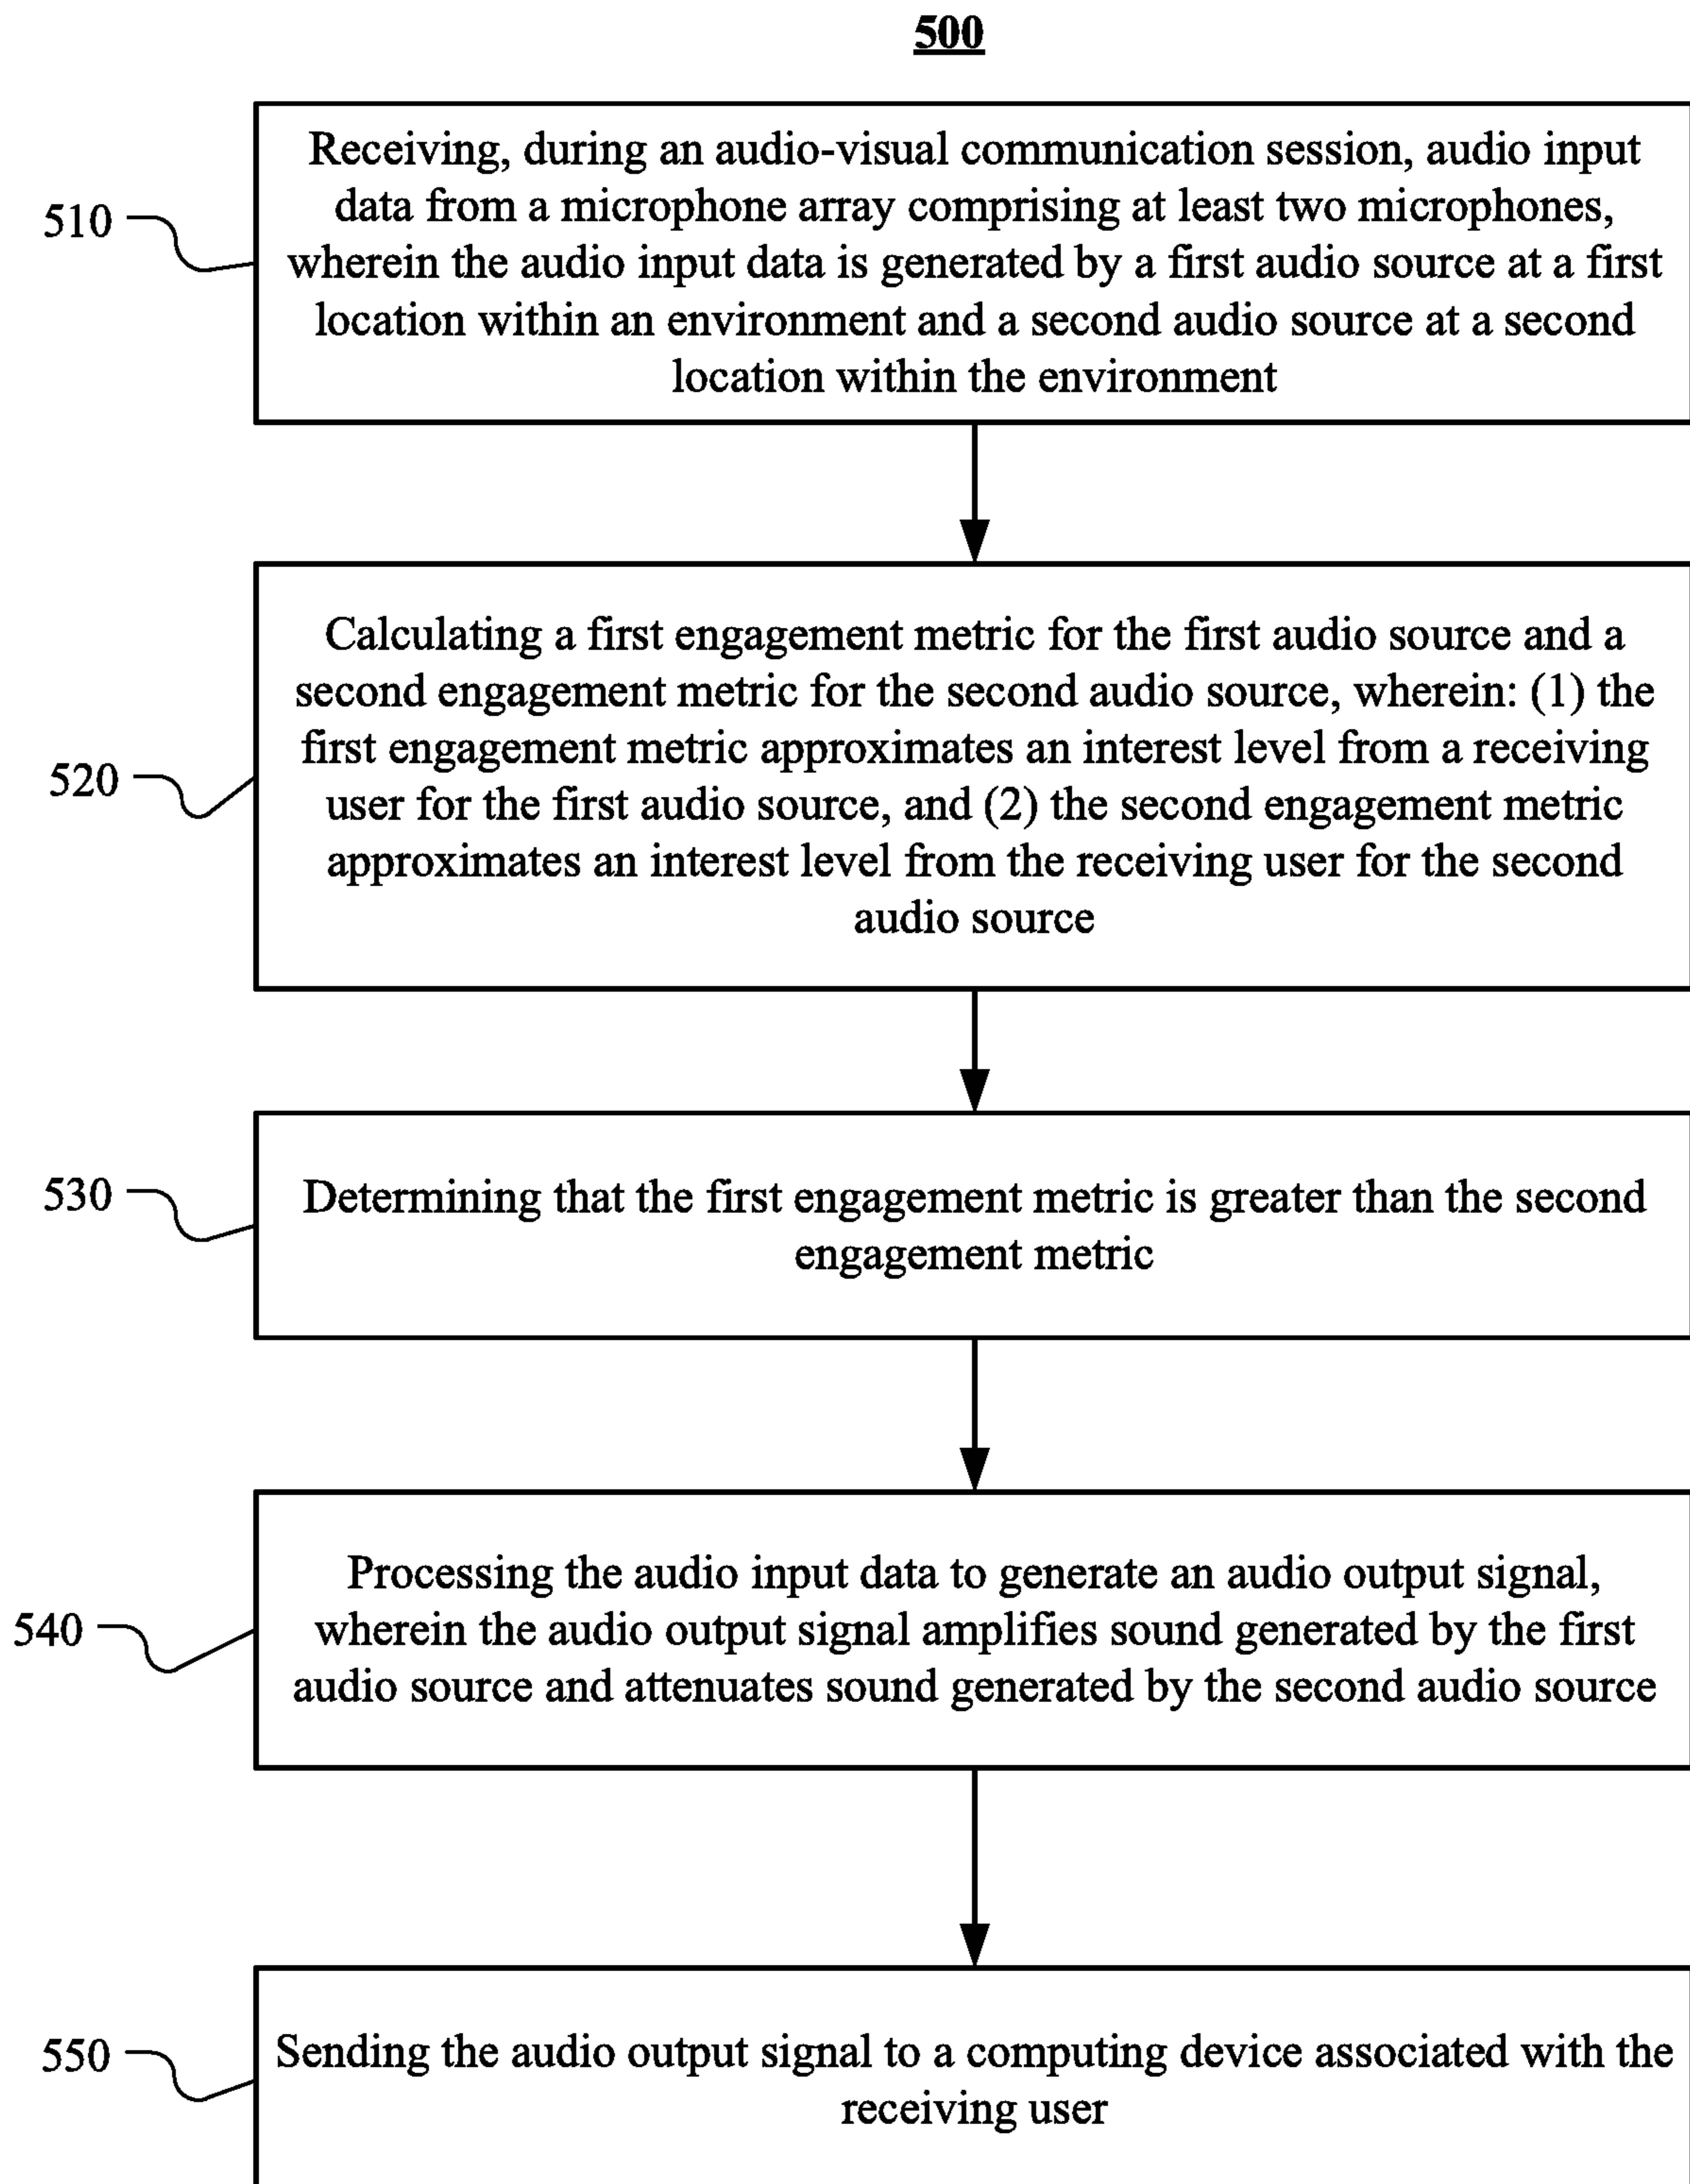 500
510
Receiving, during an audio-visual communication session, audio input
data from a microphone array comprising at least two microphones,
wherein the audio input data is generated by a first audio source at a first
location within an environment and a second audio source at a second
location within the environment
520
Calculating a first engagement metric for the first audio source and a
second engagement metric for the second audio source, wherein: (1) the
first engagement metric approximates an interest level from a receiving
user for the first audio source, and (2) the second engagement metric
approximates an interest level from the receiving user for the second
audio source
530
Determining that the first engagement metric is greater than the second
engagement metric
540
Processing the audio input data to generate an audio output signal,
wherein the audio output signal amplifies sound generated by the first
audio source and attenuates sound generated by the second audio source
550
Sending the audio output signal to a computing device associated with the
receiving user